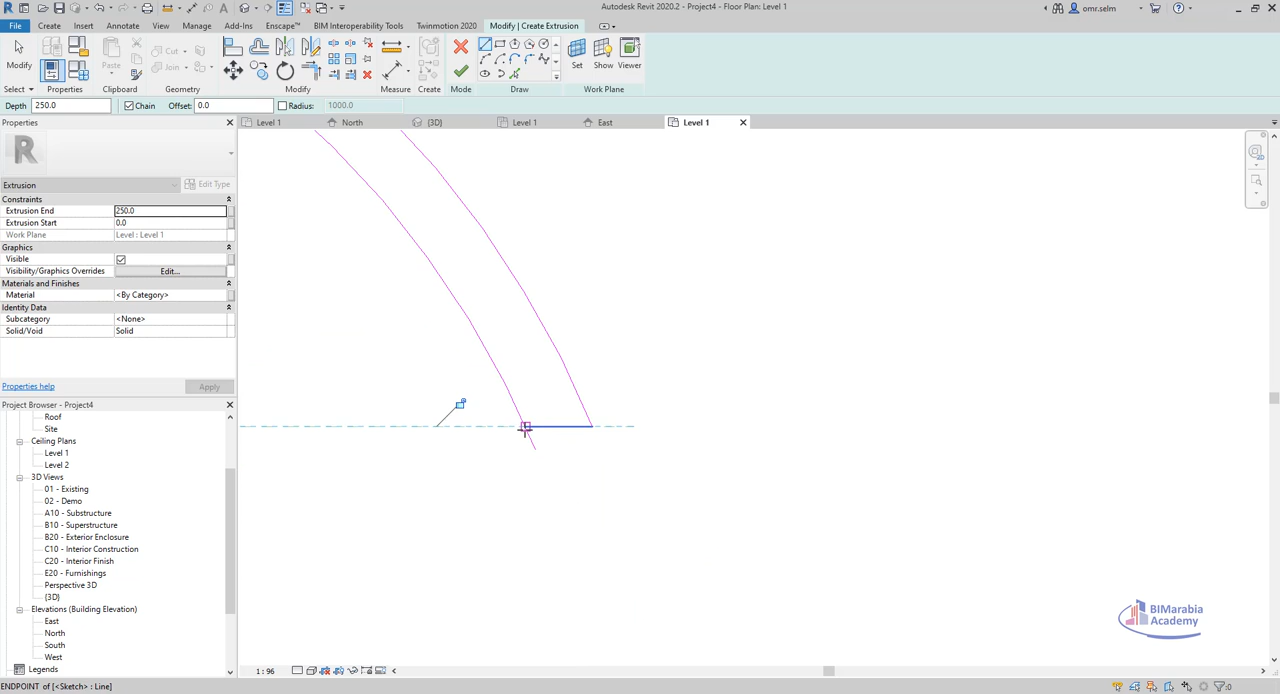 Autodesk Revit 2020.2 - Project4 - Floor Plan: Level 1
omr.selm
File Create Insert Annotate View Manage Add-Ins Enscape™ BIM Interoperability Tools Twinmotion 2020 Modify | Create Extrusion
Modify Paste Cut Join Create Set Show Viewer
Select Properties Clipboard Geometry Modify Measure Create Mode Draw Work Plane
Depth 250.0 Chain Offset: 0.0 Radius: 1000.0
Properties
Level 1 North {3D} Level 1 East Level 1
R
Extrusion Edit Type
Constraints
Extrusion End 250.0
Extrusion Start 0.0
Work Plane Level : Level 1
Graphics
Visible
Visibility/Graphics Overrides Edit...
Materials and Finishes
Material <By Category>
Identity Data
Subcategory <None>
Solid/Void Solid
Properties help Apply
Project Browser - Project4
Roof
Site
Ceiling Plans
Level 1
Level 2
3D Views
01 - Existing
02 - Demo
A10 - Substructure
B10 - Superstructure
B20 - Exterior Enclosure
C10 - Interior Construction
C20 - Interior Finish
E20 - Furnishings
Perspective 3D
{3D}
Elevations (Building Elevation)
East
North
South
West
Legends
BIMarabia
Academy
1 : 96
ENDPOINT of [<Sketch> : Line]
:0